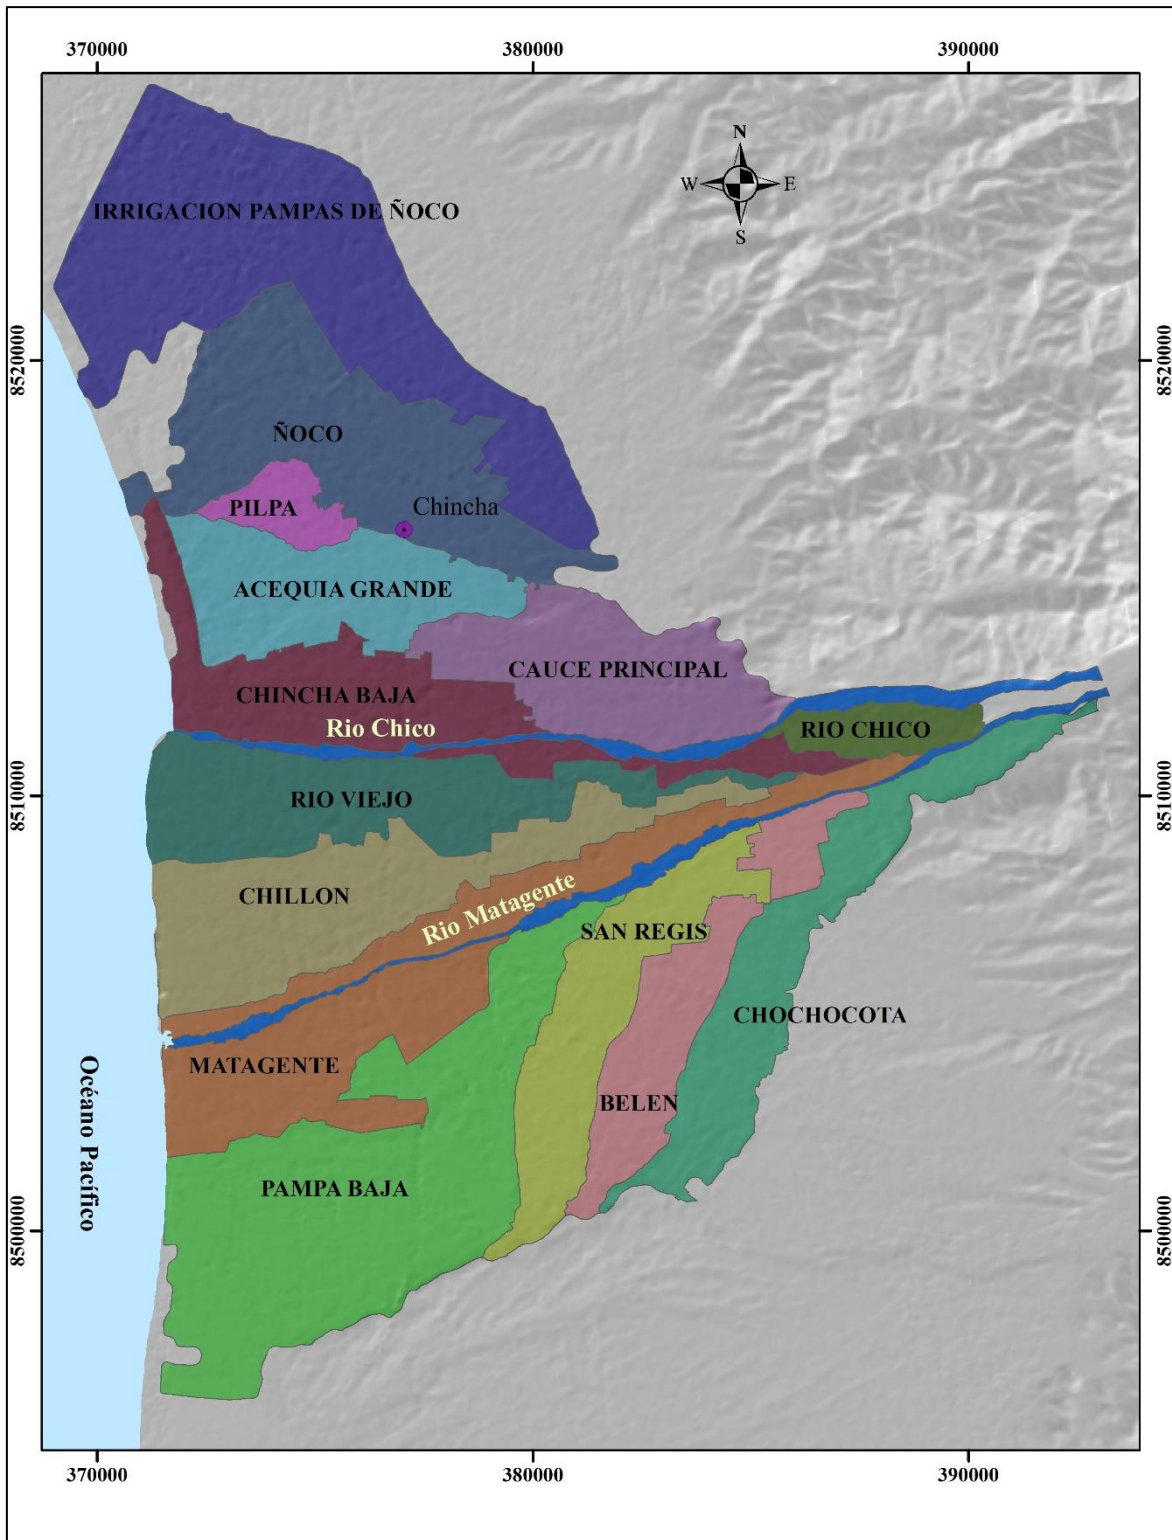 370000 380000 390000
N
W E
S
IRRIGACION PAMPAS DE ÑOCO
8520000 8520000
ÑOCO
PILPA
Chincha
ACEQUIA GRANDE
CAUCE PRINCIPAL
CHINCHA BAJA
Rio Chico
RIO CHICO
RIO VIEJO
8510000 8510000
CHILLON
Rio Matagente
SAN REGIS
CHOCHOCOTA
MATAGENTE
BELEN
Océano Pacífico
PAMPA BAJA
8500000 8500000
370000 380000 390000